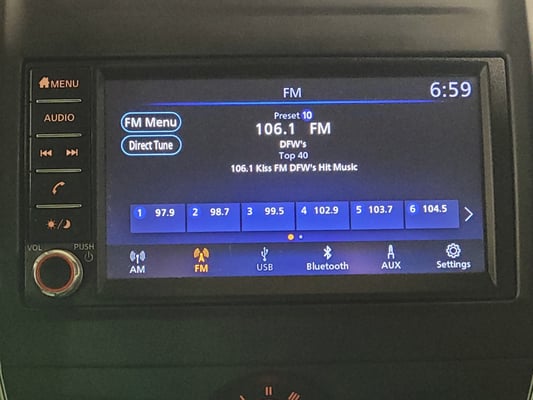 MENU
AUDIO
VOL
PUSH
FM
6:59
FM Menu
Direct Tune
Preset 10
106.1 FM
DFW's
Top 40
106.1 Kiss FM DFW's Hit Music
1 97.9
2 98.7
3 99.5
4 102.9
5 103.7
6 104.5
AM
FM
USB
Bluetooth
AUX
Settings